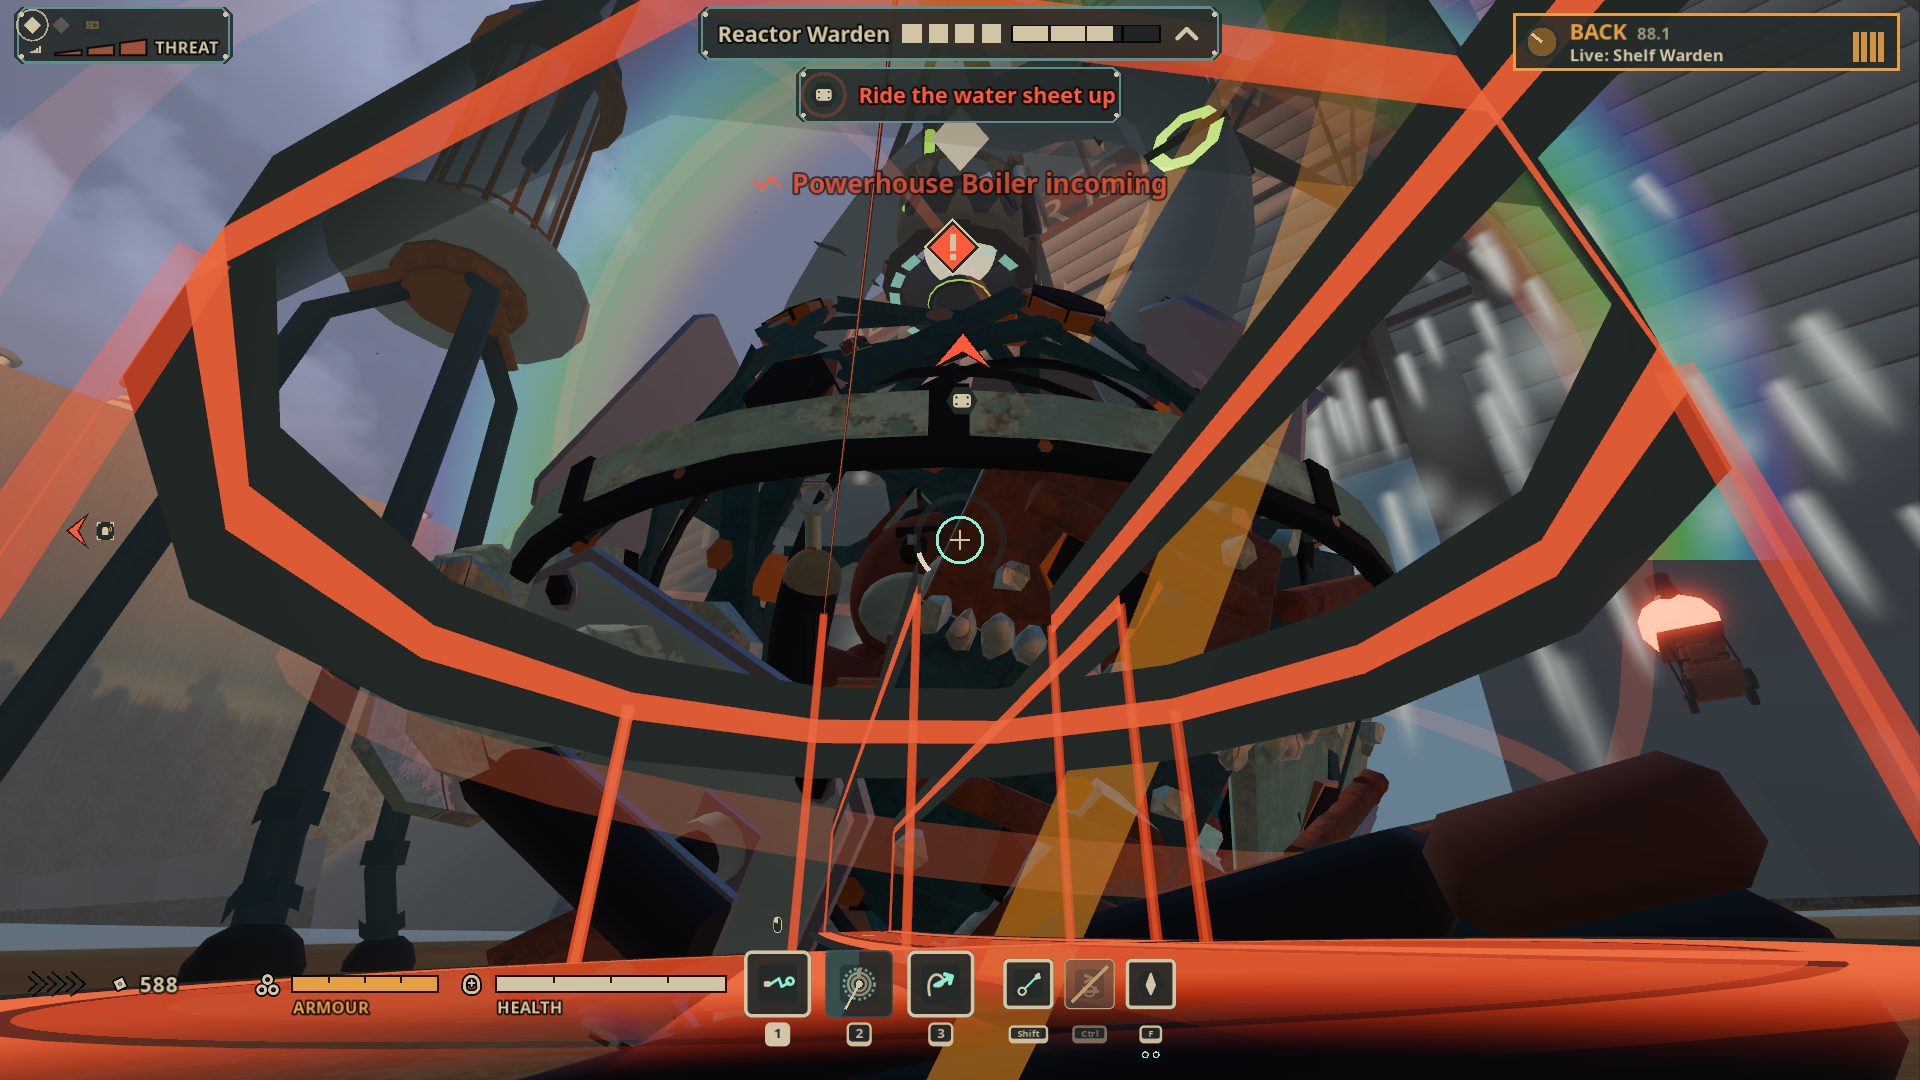 THREAT
Reactor Warden
BACK 88.1
Live: Shelf Warden
Ride the water sheet up
Powerhouse Boiler incoming
588
ARMOUR
HEALTH
1
2
3
Shift
Ctrl
F